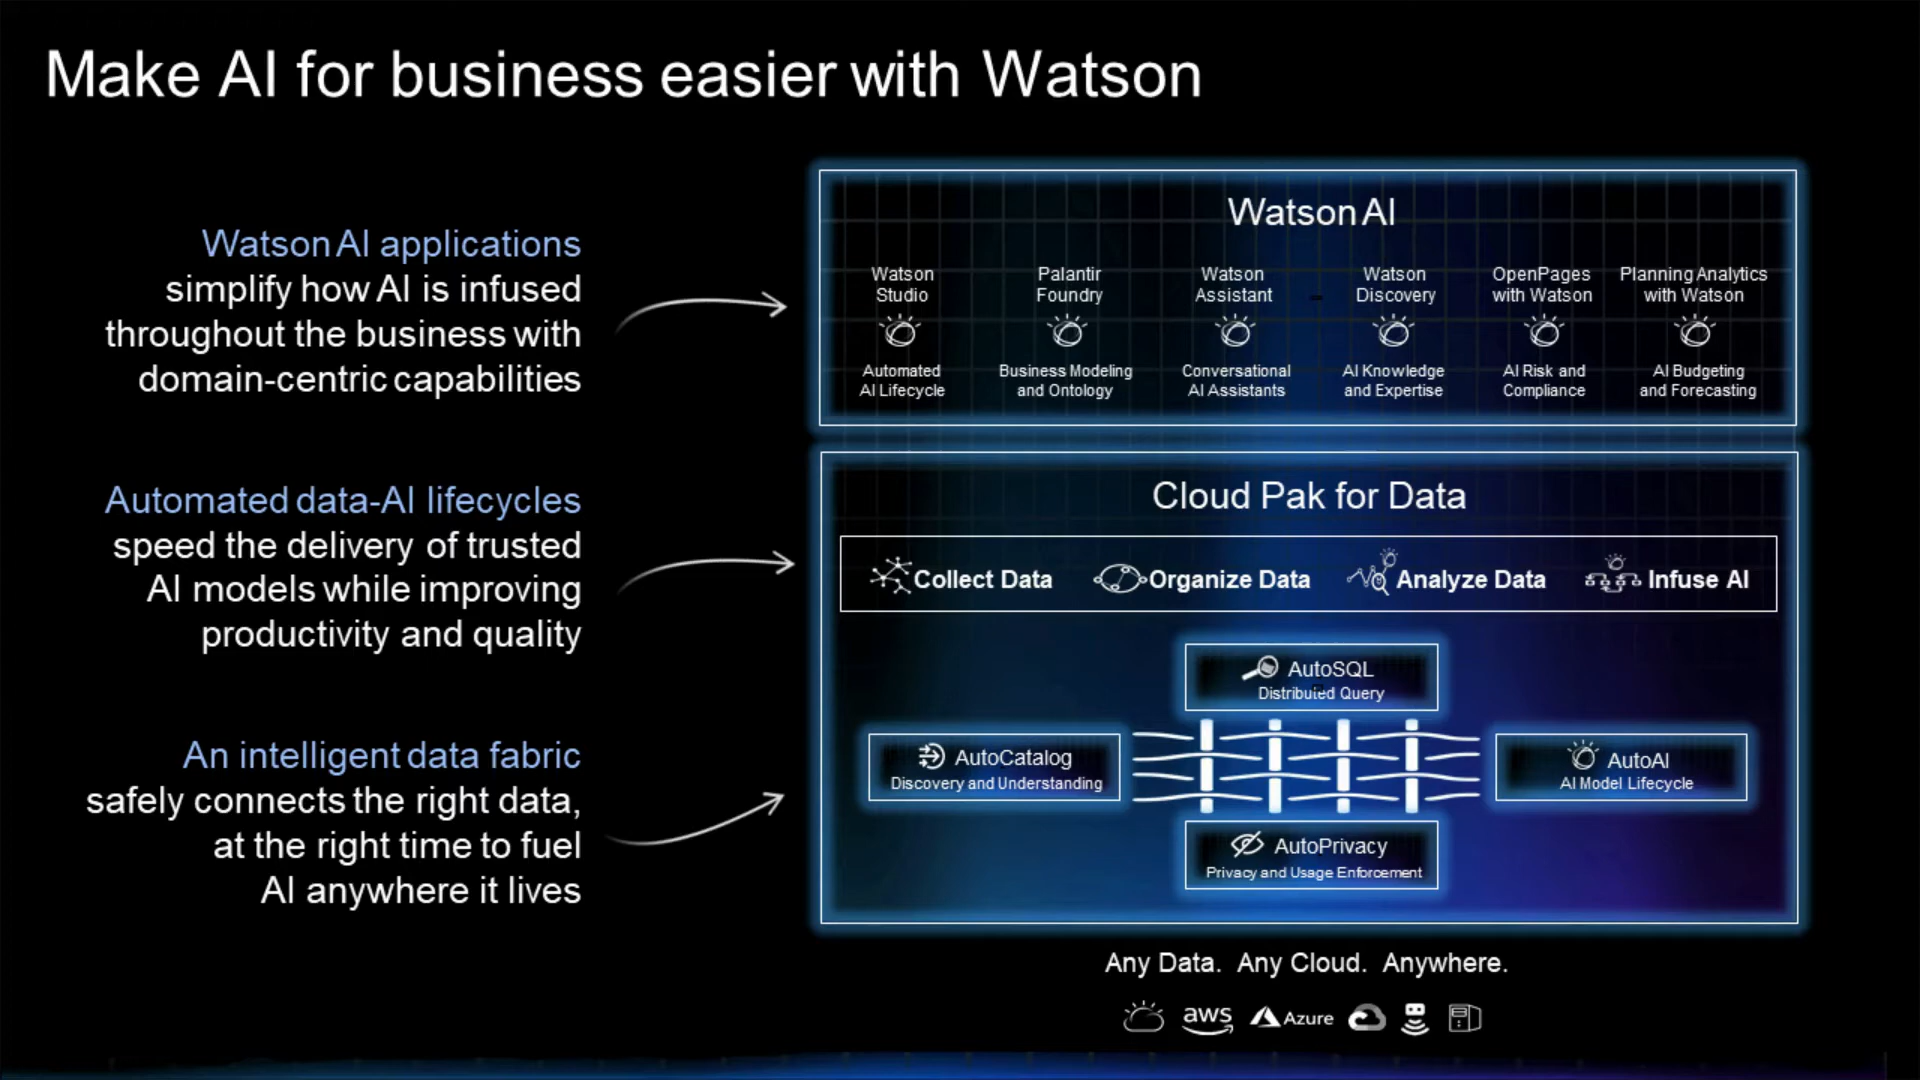 Make AI for business easier with Watson
Watson AI applications
simplify how AI is infused
throughout the business with
domain-centric capabilities
Automated data-AI lifecycles
speed the delivery of trusted
AI models while improving
productivity and quality
An intelligent data fabric
safely connects the right data,
at the right time to fuel
AI anywhere it lives
Watson AI
Watson
Studio
Automated
AI Lifecycle
Palantir
Foundry
Business Modeling
and Ontology
Watson
Assistant
Conversational
AI Assistants
Watson
Discovery
AI Knowledge
and Expertise
OpenPages
with Watson
AI Risk and
Compliance
Planning Analytics
with Watson
AI Budgeting
and Forecasting
Cloud Pak for Data
Collect Data
Organize Data
Analyze Data
Infuse AI
AutoSQL
Distributed Query
AutoCatalog
Discovery and Understanding
AutoAI
AI Model Lifecycle
AutoPrivacy
Privacy and Usage Enforcement
Any Data. Any Cloud. Anywhere.
aws
Azure